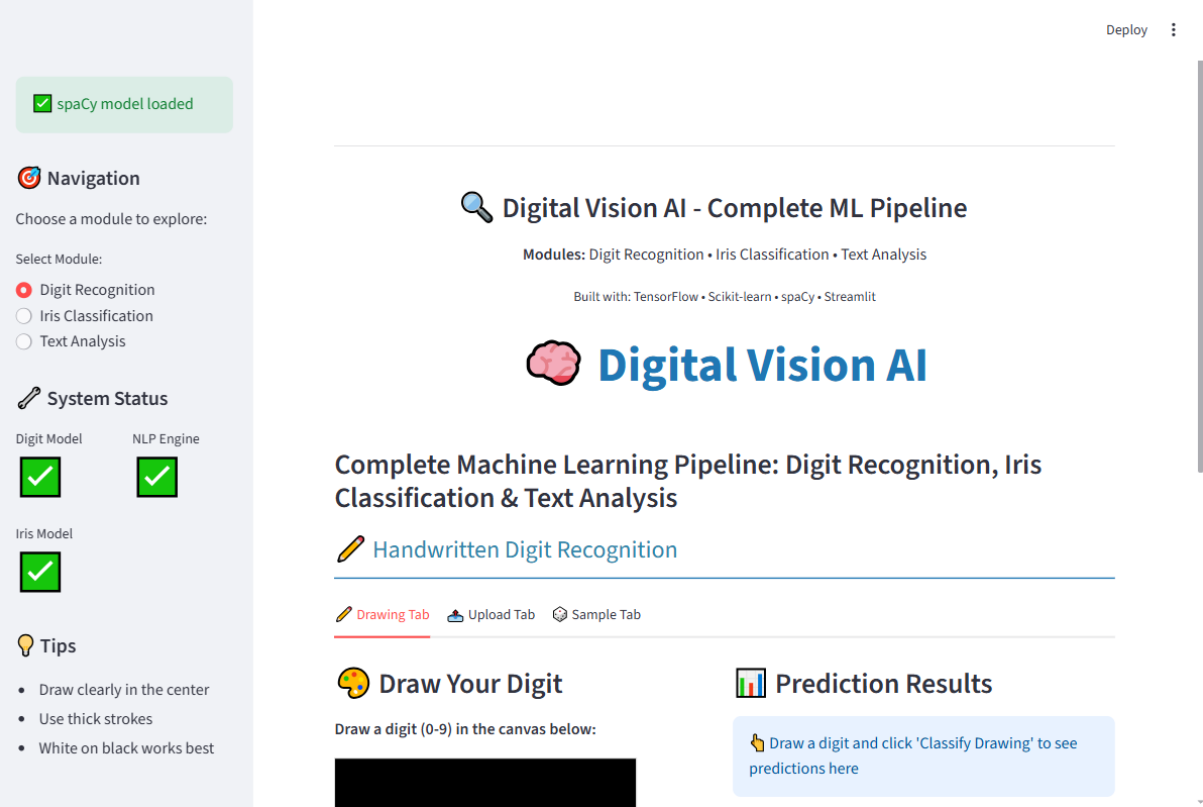 Deploy
spaCy model loaded
Navigation
Choose a module to explore:
Select Module:
Digit Recognition
Iris Classification
Text Analysis
System Status
Digit Model
NLP Engine
Iris Model
Tips
• Draw clearly in the center
• Use thick strokes
• White on black works best
Digital Vision AI - Complete ML Pipeline
Modules: Digit Recognition • Iris Classification • Text Analysis
Built with: TensorFlow • Scikit-learn • spaCy • Streamlit
Digital Vision AI
Complete Machine Learning Pipeline: Digit Recognition, Iris
Classification & Text Analysis
Handwritten Digit Recognition
Drawing Tab
Upload Tab
Sample Tab
Draw Your Digit
Draw a digit (0-9) in the canvas below:
Prediction Results
Draw a digit and click 'Classify Drawing' to see
predictions here